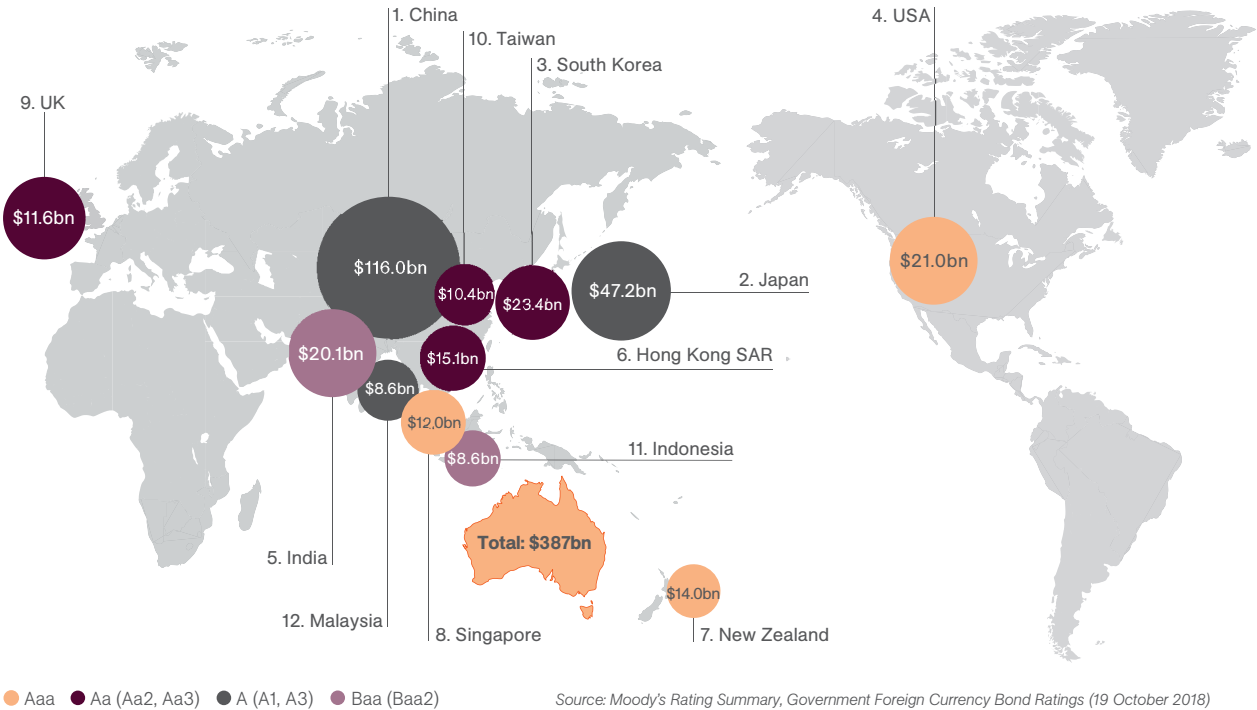 1. China
4. USA
10. Taiwan
3. South Korea
9. UK
$11.6bn
$116.0bn
$10.4bn
$23.4bn
$47.2bn
$21.0bn
2. Japan
$20.1bn
$15.1bn
6. Hong Kong SAR
$8.6bn
$12.0bn
11. Indonesia
$8.6bn
Total: $387bn
5. India
$14.0bn
12. Malaysia
8. Singapore
7. New Zealand
Aaa Aa (Aa2, Aa3) A (A1, A3) Baa (Baa2)
Source: Moody's Rating Summary, Government Foreign Currency Bond Ratings (19 October 2018)